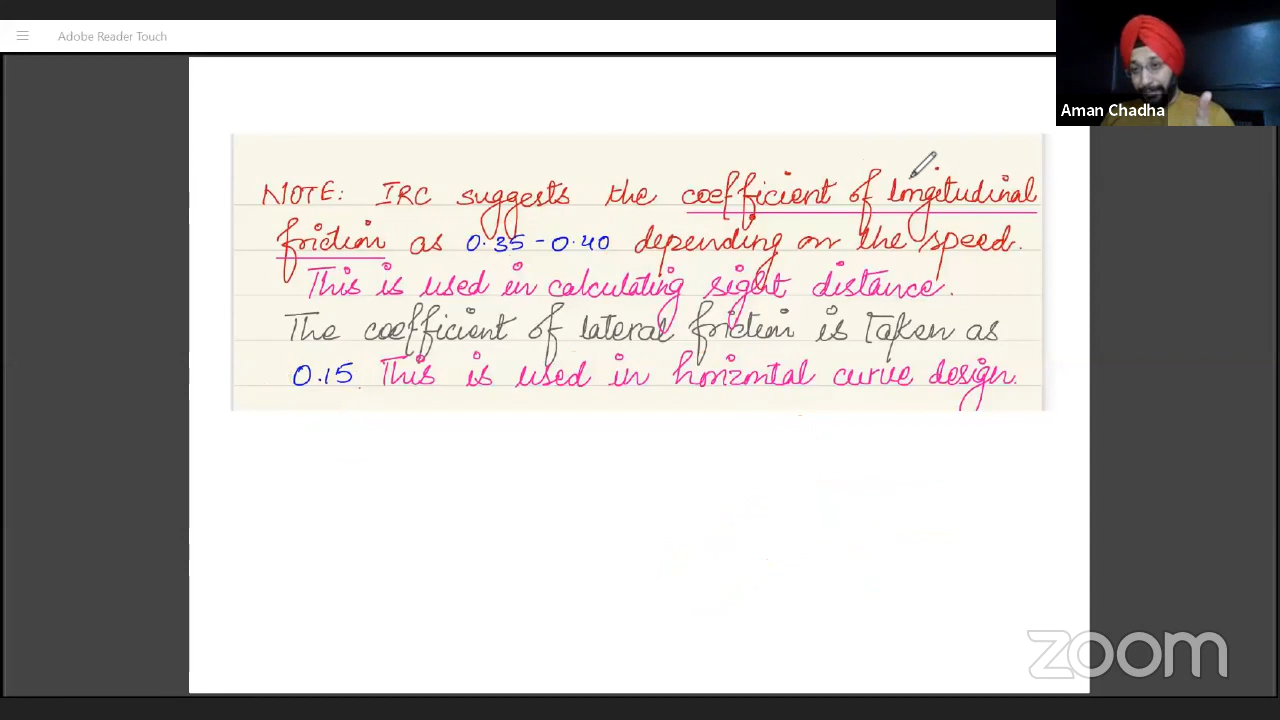 Adobe Reader Touch
Aman Chadha
NOTE: IRC suggests the coefficient of longitudinal
friction as 0.35 - 0.40 depending on the speed.
This is used in calculating sight distance.
The coefficient of lateral friction is taken as
0.15 This is used in horizontal curve design.
zoom